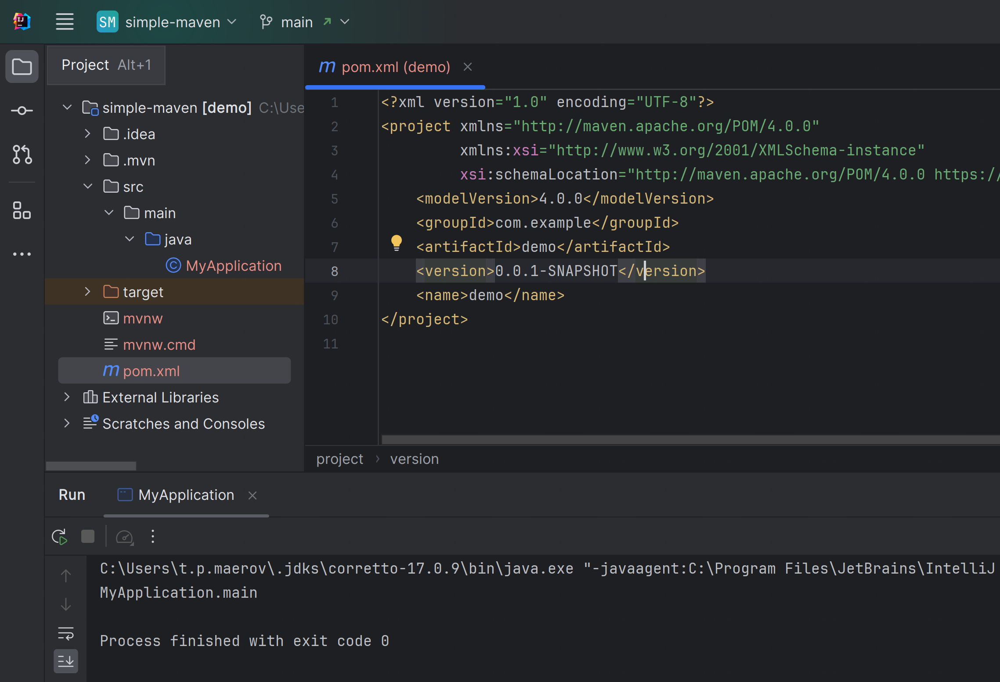 SM simple-maven main
Project Alt+1
pom.xml (demo)
simple-maven [demo] C:\Use
.idea
.mvn
src
main
java
MyApplication
target
mvnw
mvnw.cmd
pom.xml
External Libraries
Scratches and Consoles
1 <?xml version="1.0" encoding="UTF-8"?>
2 <project xmlns="http://maven.apache.org/POM/4.0.0"
3 xmlns:xsi="http://www.w3.org/2001/XMLSchema-instance"
4 xsi:schemaLocation="http://maven.apache.org/POM/4.0.0 https://
5 <modelVersion>4.0.0</modelVersion>
6 <groupId>com.example</groupId>
7 <artifactId>demo</artifactId>
8 <version>0.0.1-SNAPSHOT</version>
9 <name>demo</name>
10 </project>
11
project › version
Run MyApplication
C:\Users\t.p.maerov\.jdks\corretto-17.0.9\bin\java.exe "-javaagent:C:\Program Files\JetBrains\IntelliJ
MyApplication.main
Process finished with exit code 0